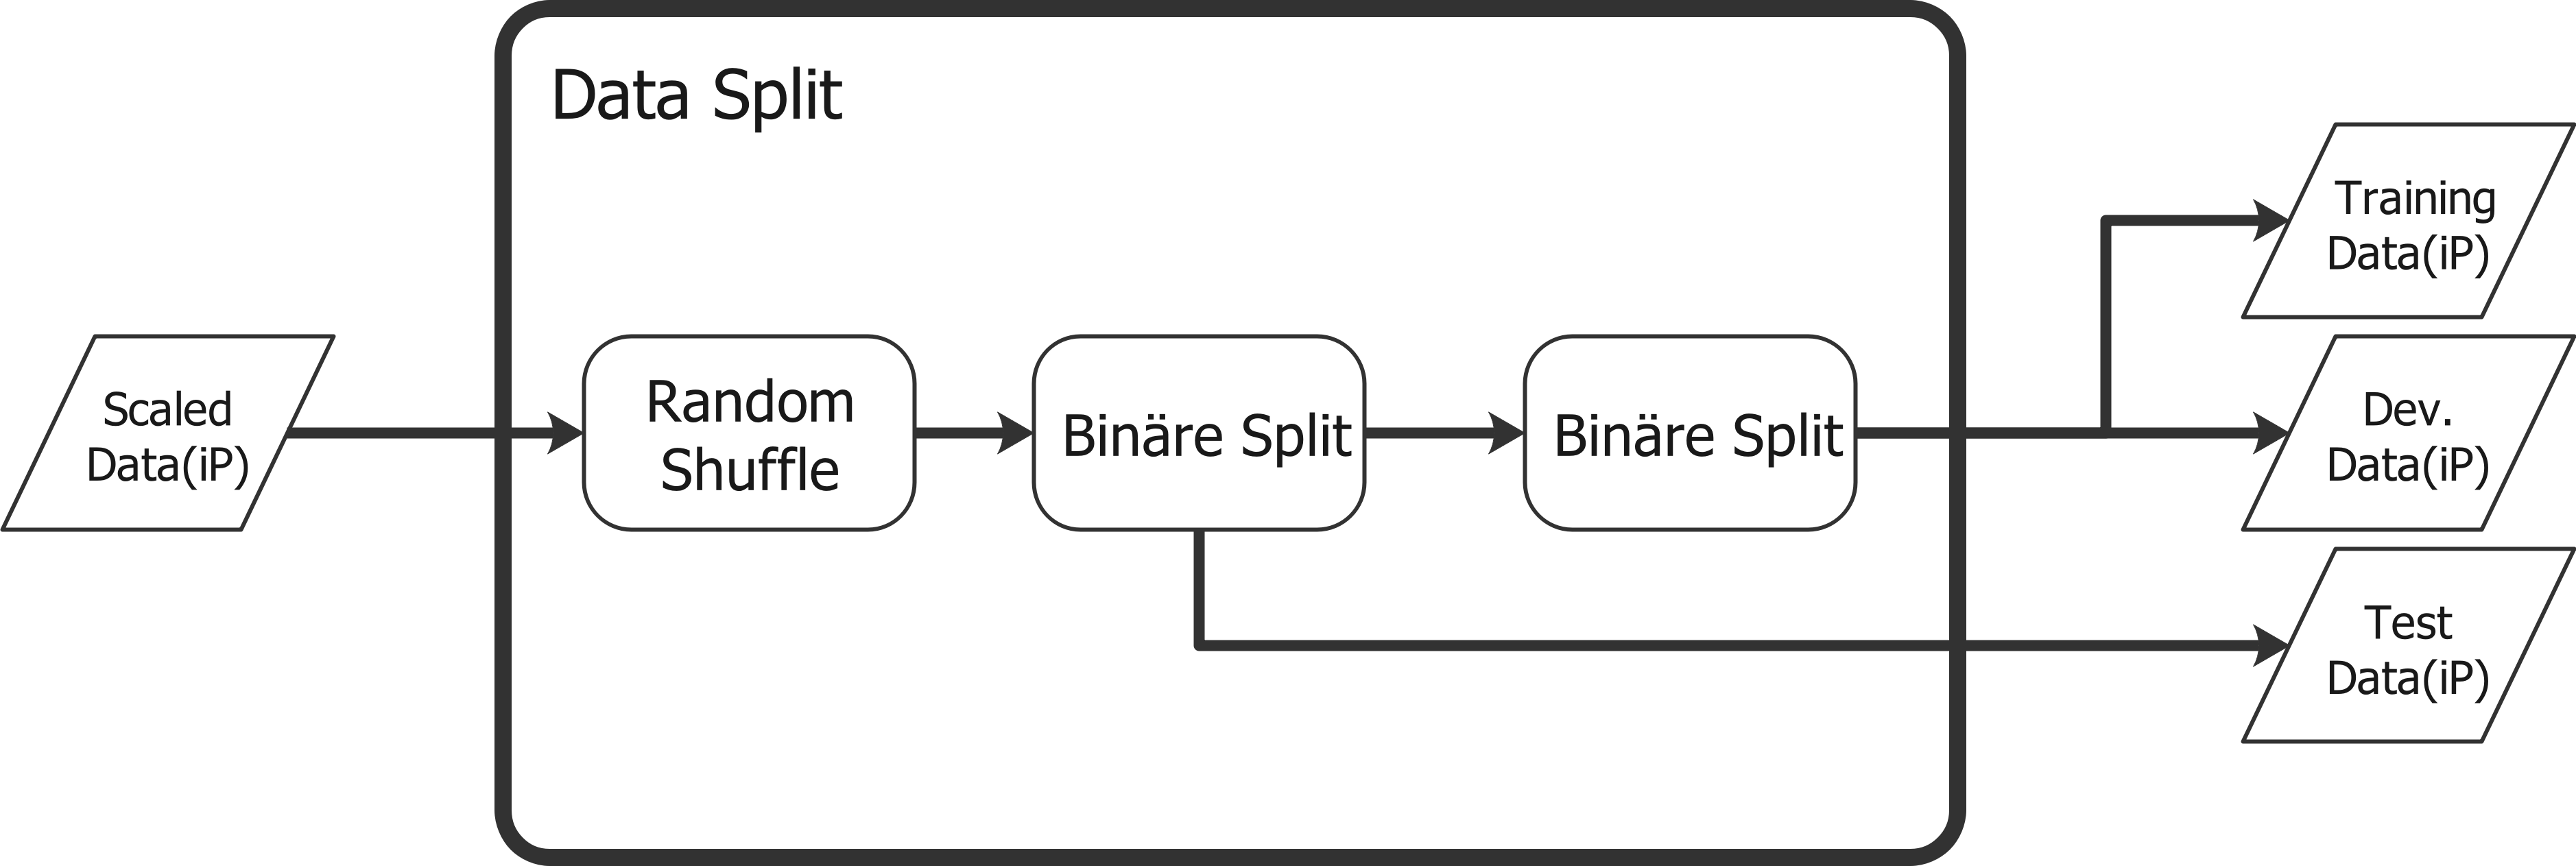 Data Split
Scaled
Data(iP)
Random
Shuffle
Binäre Split
Binäre Split
Training
Data(iP)
Dev.
Data(iP)
Test
Data(iP)